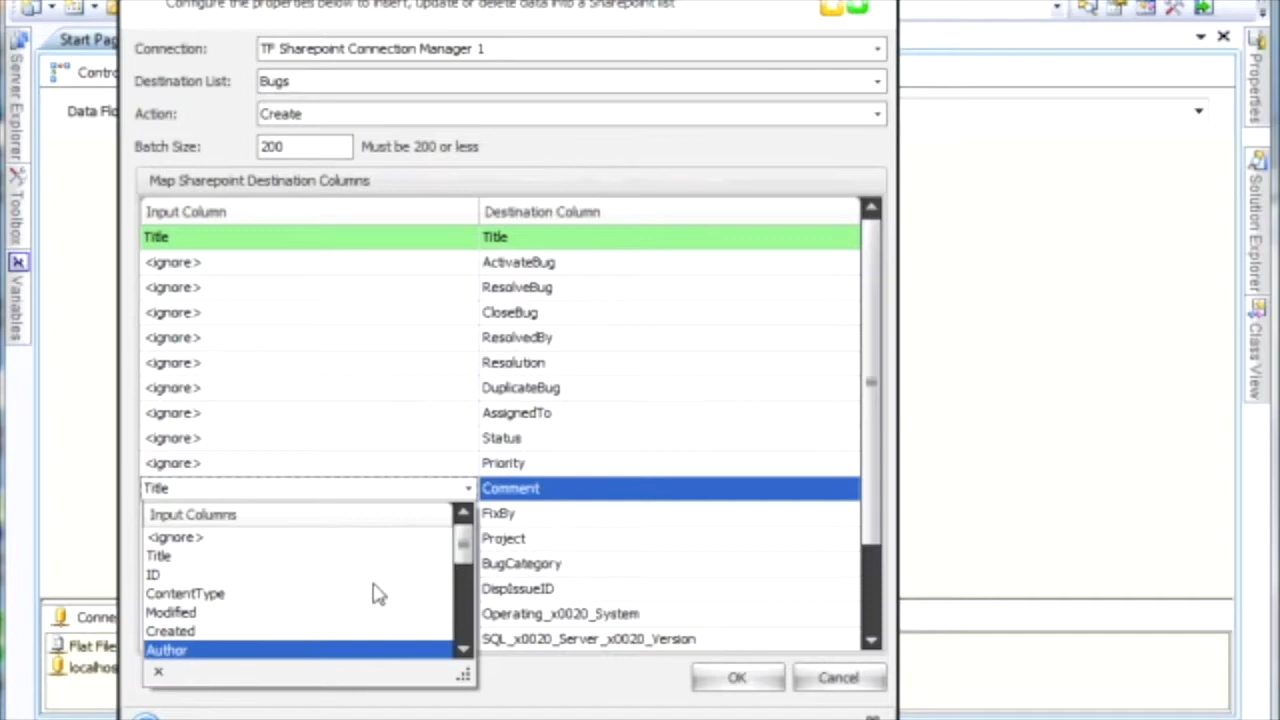 Configure the properties below to insert, update or delete data into a Sharepoint list
Start Pag
Contro
Data Flo
Server Explorer
Toolbox
Variables
Properties
Solution Explorer
Class View
Connection: TF Sharepoint Connection Manager 1
Destination List: Bugs
Action: Create
Batch Size: 200 Must be 200 or less
Map Sharepoint Destination Columns
Input Column Destination Column
Title Title
<ignore> ActivateBug
<ignore> ResolveBug
<ignore> CloseBug
<ignore> ResolvedBy
<ignore> Resolution
<ignore> DuplicateBug
<ignore> AssignedTo
<ignore> Status
<ignore> Priority
Title Comment
FixBy
Project
BugCategory
DispIssueID
Operating_x0020_System
SQL_x0020_Server_x0020_Version
Input Columns
<ignore>
Title
ID
ContentType
Modified
Created
Author
OK Cancel
Conne
Flat File
localhos